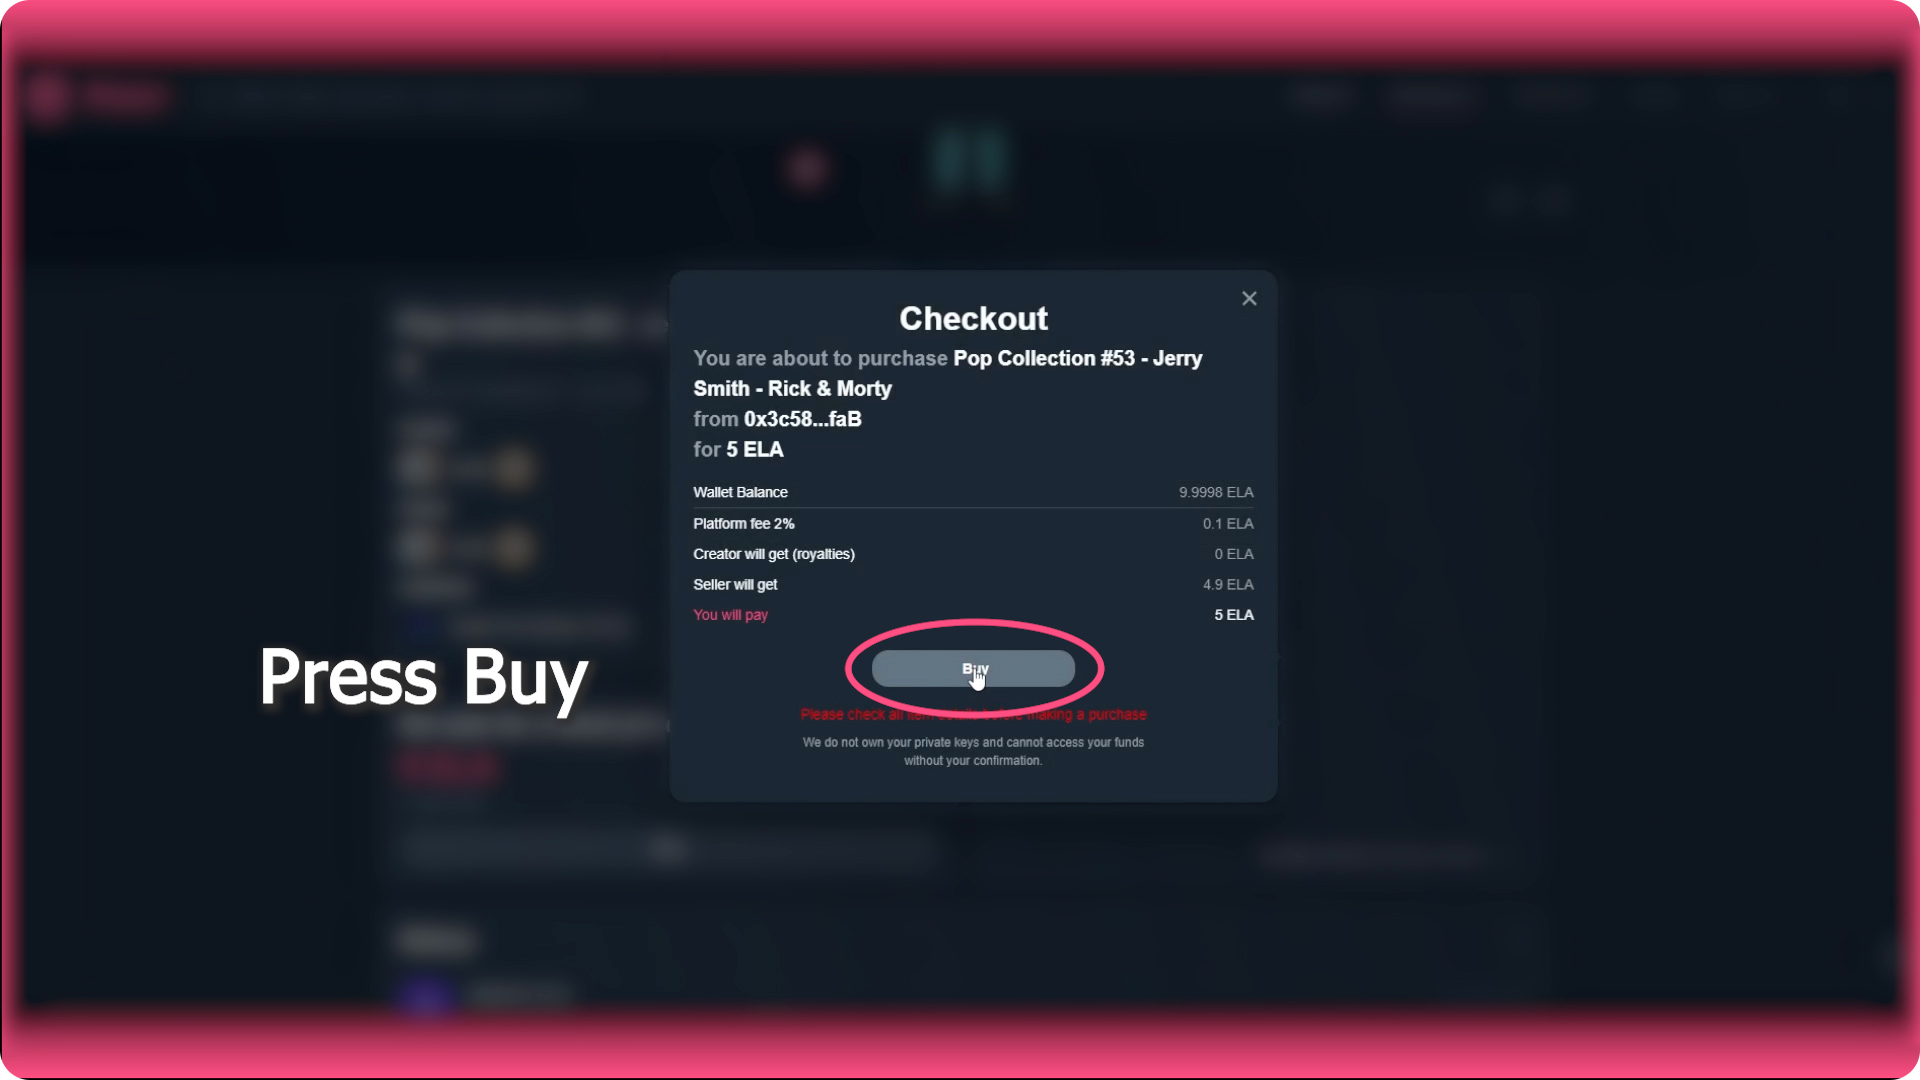 Checkout
You are about to purchase Pop Collection #53 - Jerry
Smith - Rick & Morty
from 0x3c58...faB
for 5 ELA
Wallet Balance 9.9998 ELA
Platform fee 2% 0.1 ELA
Creator will get (royalties) 0 ELA
Seller will get 4.9 ELA
You will pay 5 ELA
Buy
Press Buy
Please check all item details before making a purchase
We do not own your private keys and cannot access your funds
without your confirmation.